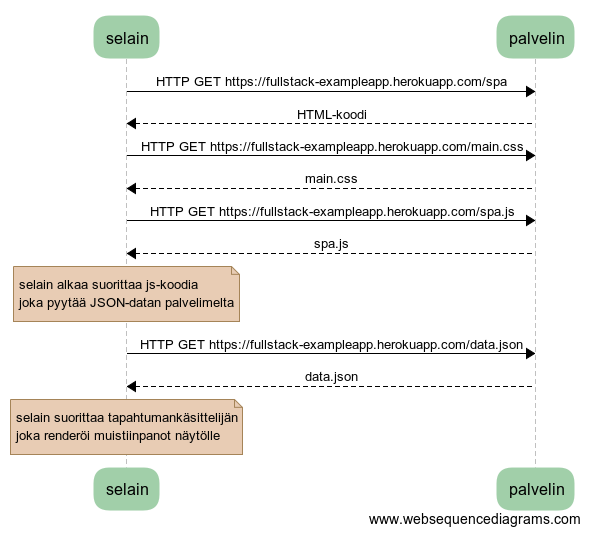 selain palvelin
HTTP GET https://fullstack-exampleapp.herokuapp.com/spa
HTML-koodi
HTTP GET https://fullstack-exampleapp.herokuapp.com/main.css
main.css
HTTP GET https://fullstack-exampleapp.herokuapp.com/spa.js
spa.js
selain alkaa suorittaa js-koodia
joka pyytää JSON-datan palvelimelta
HTTP GET https://fullstack-exampleapp.herokuapp.com/data.json
data.json
selain suorittaa tapahtumankäsittelijän
joka renderöi muistiinpanot näytölle
selain palvelin
www.websequencediagrams.com